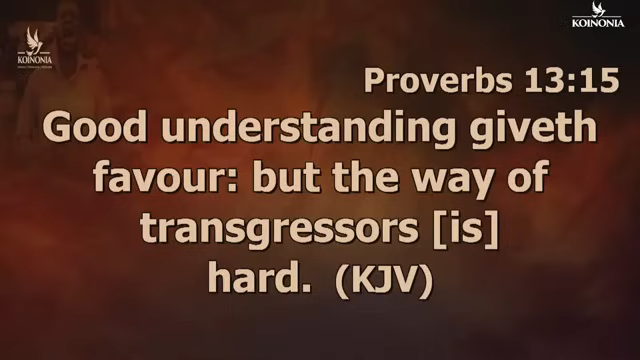 KOINONIA
KOINONIA
Proverbs 13:15
Good understanding giveth
favour: but the way of
transgressors [is]
hard. (KJV)